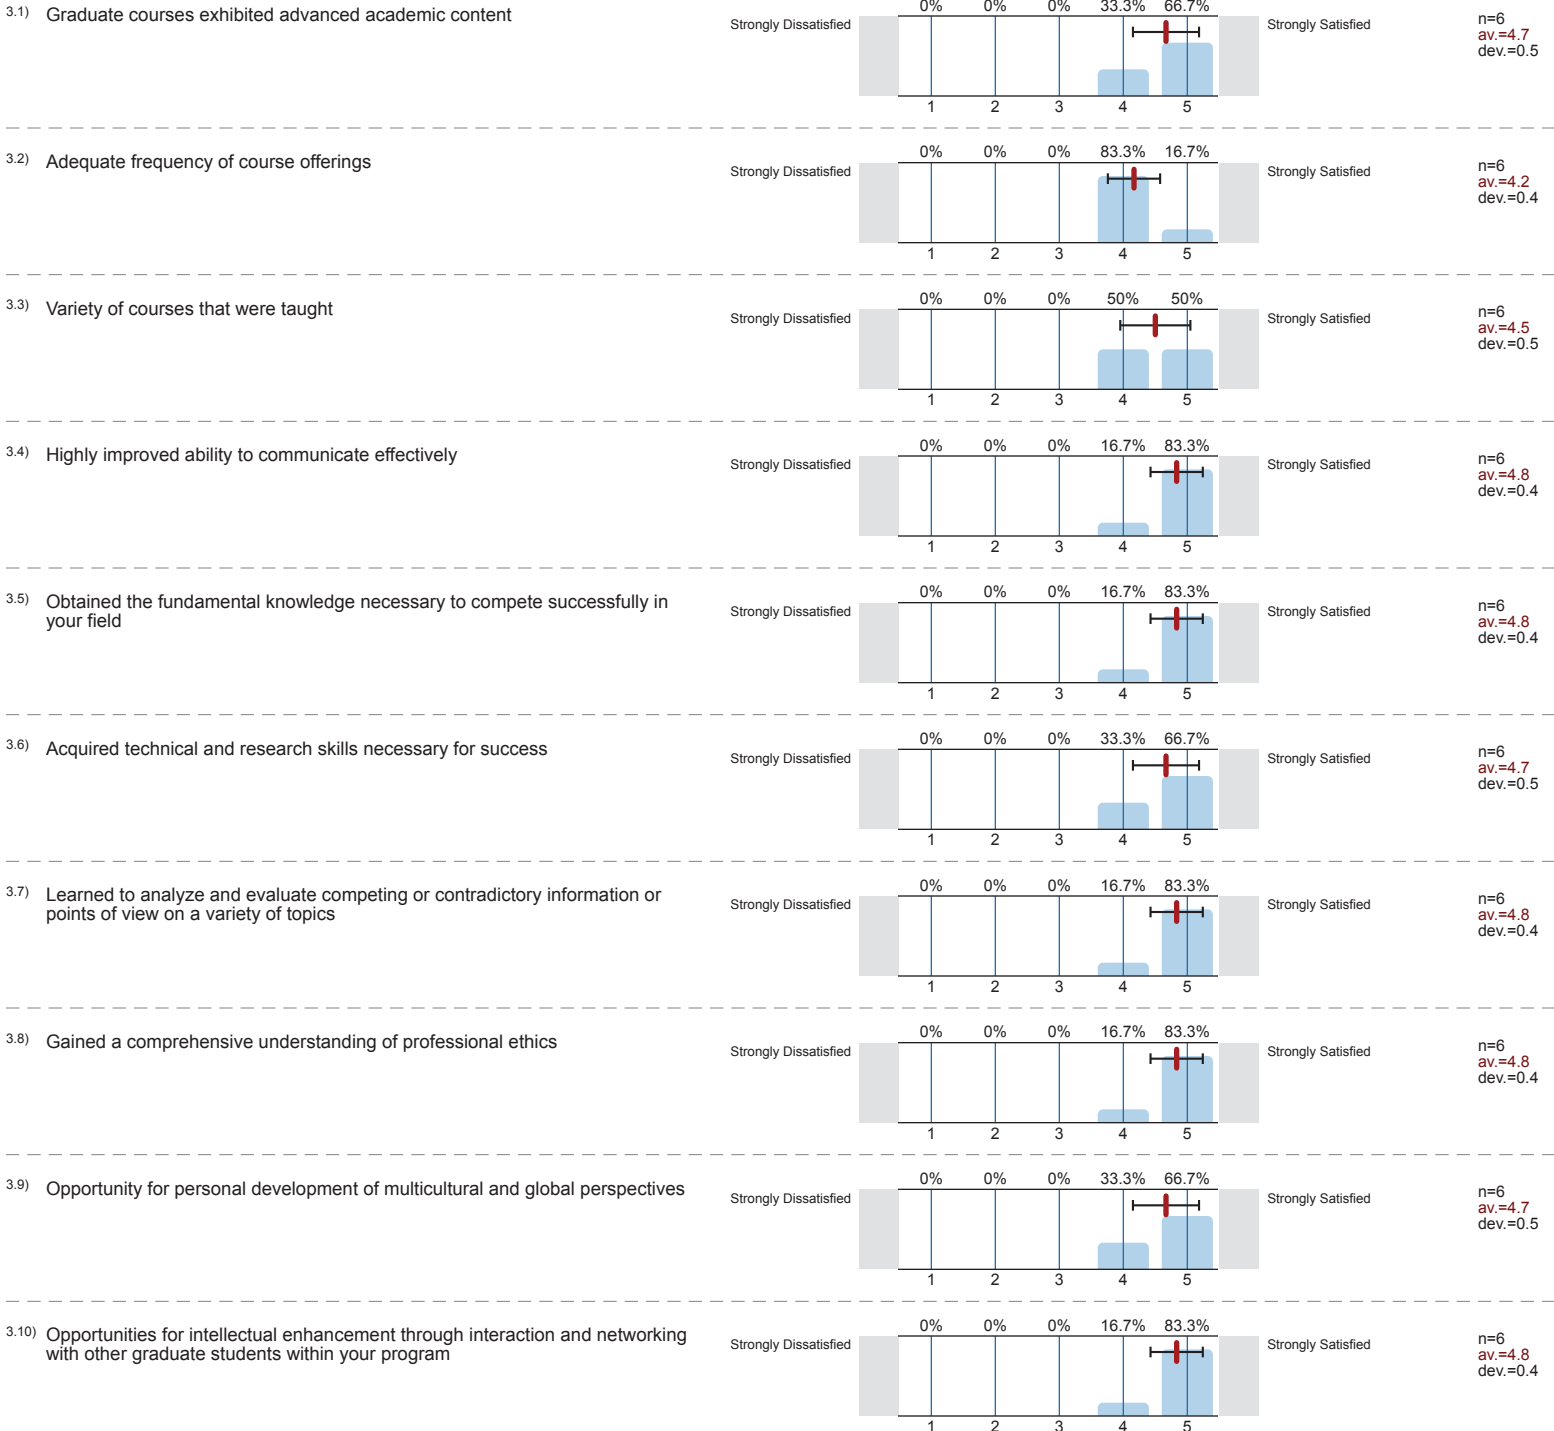 3.1) Graduate courses exhibited advanced academic content
0% 0% 0% 33.3% 66.7%
Strongly Dissatisfied Strongly Satisfied
n=6
av.=4.7
dev.=0.5
1 2 3 4 5
3.2) Adequate frequency of course offerings
0% 0% 0% 83.3% 16.7%
Strongly Dissatisfied Strongly Satisfied
n=6
av.=4.2
dev.=0.4
1 2 3 4 5
3.3) Variety of courses that were taught
0% 0% 0% 50% 50%
Strongly Dissatisfied Strongly Satisfied
n=6
av.=4.5
dev.=0.5
1 2 3 4 5
3.4) Highly improved ability to communicate effectively
0% 0% 0% 16.7% 83.3%
Strongly Dissatisfied Strongly Satisfied
n=6
av.=4.8
dev.=0.4
1 2 3 4 5
3.5) Obtained the fundamental knowledge necessary to compete successfully in
your field
0% 0% 0% 16.7% 83.3%
Strongly Dissatisfied Strongly Satisfied
n=6
av.=4.8
dev.=0.4
1 2 3 4 5
3.6) Acquired technical and research skills necessary for success
0% 0% 0% 33.3% 66.7%
Strongly Dissatisfied Strongly Satisfied
n=6
av.=4.7
dev.=0.5
1 2 3 4 5
3.7) Learned to analyze and evaluate competing or contradictory information or
points of view on a variety of topics
0% 0% 0% 16.7% 83.3%
Strongly Dissatisfied Strongly Satisfied
n=6
av.=4.8
dev.=0.4
1 2 3 4 5
3.8) Gained a comprehensive understanding of professional ethics
0% 0% 0% 16.7% 83.3%
Strongly Dissatisfied Strongly Satisfied
n=6
av.=4.8
dev.=0.4
1 2 3 4 5
3.9) Opportunity for personal development of multicultural and global perspectives
0% 0% 0% 33.3% 66.7%
Strongly Dissatisfied Strongly Satisfied
n=6
av.=4.7
dev.=0.5
1 2 3 4 5
3.10) Opportunities for intellectual enhancement through interaction and networking
with other graduate students within your program
0% 0% 0% 16.7% 83.3%
Strongly Dissatisfied Strongly Satisfied
n=6
av.=4.8
dev.=0.4
1 2 3 4 5